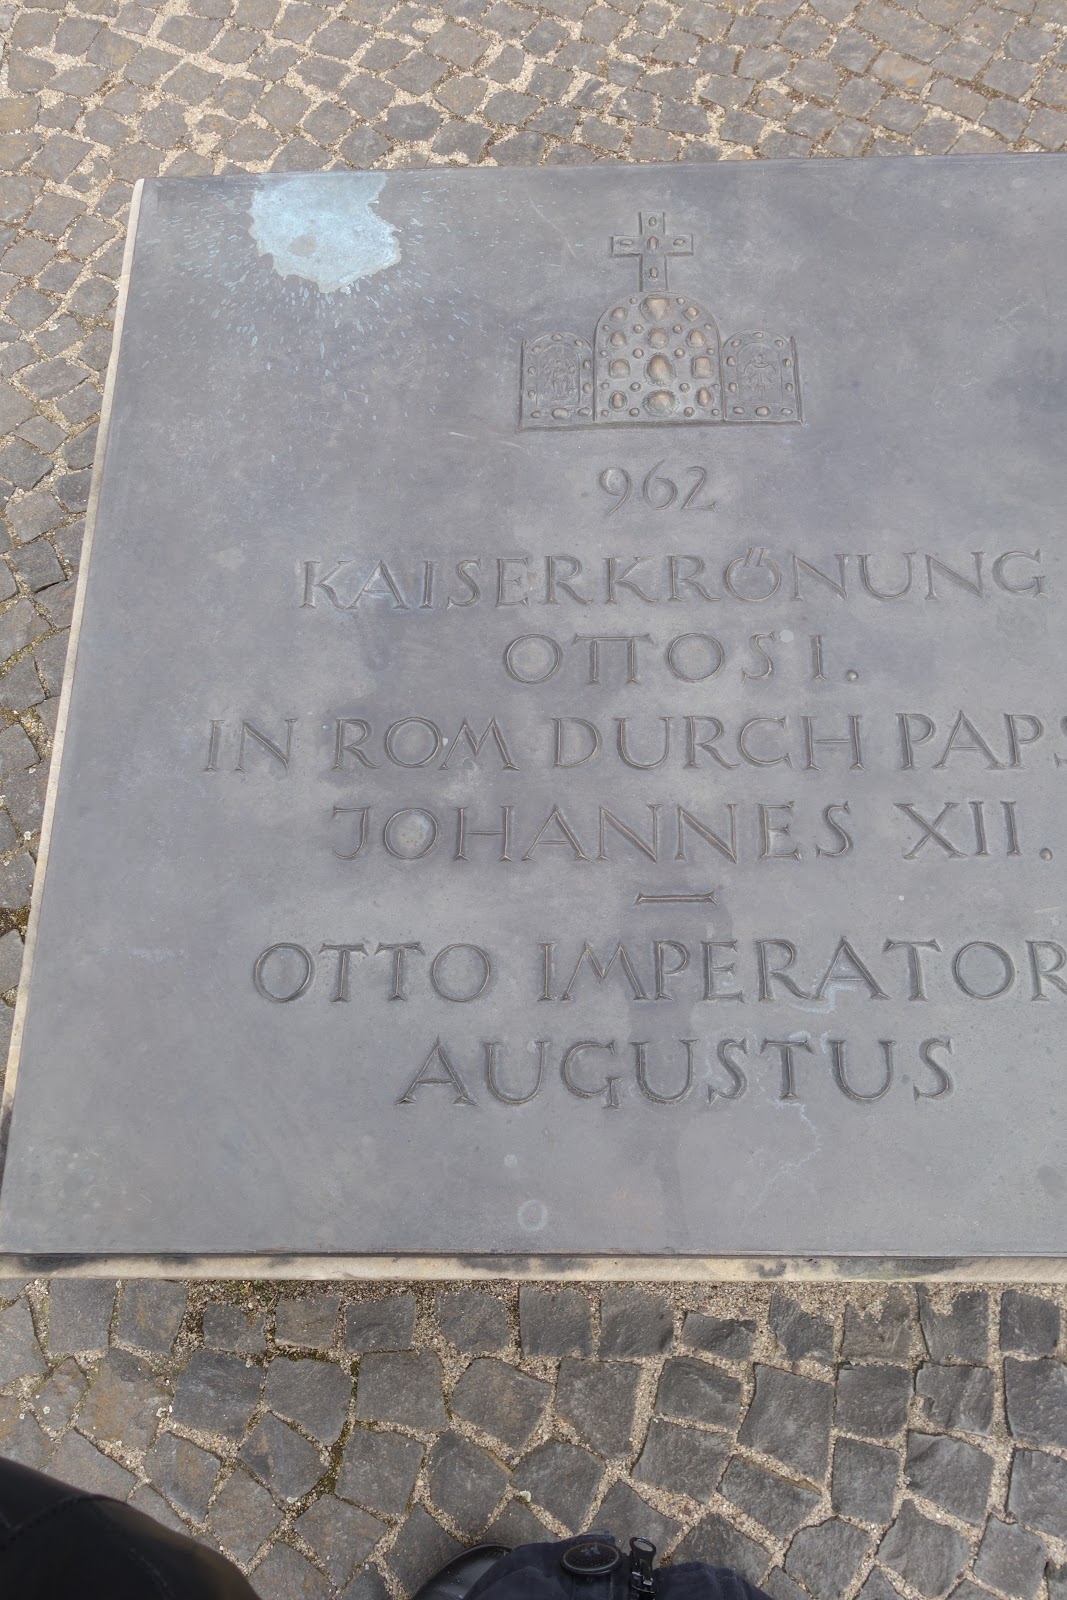 962
KAISERKRÖNUNG
OTTOS I.
IN ROM DURCH PAPS
JOHANNES XII.
—
OTTO IMPERATOR
AUGUSTUS